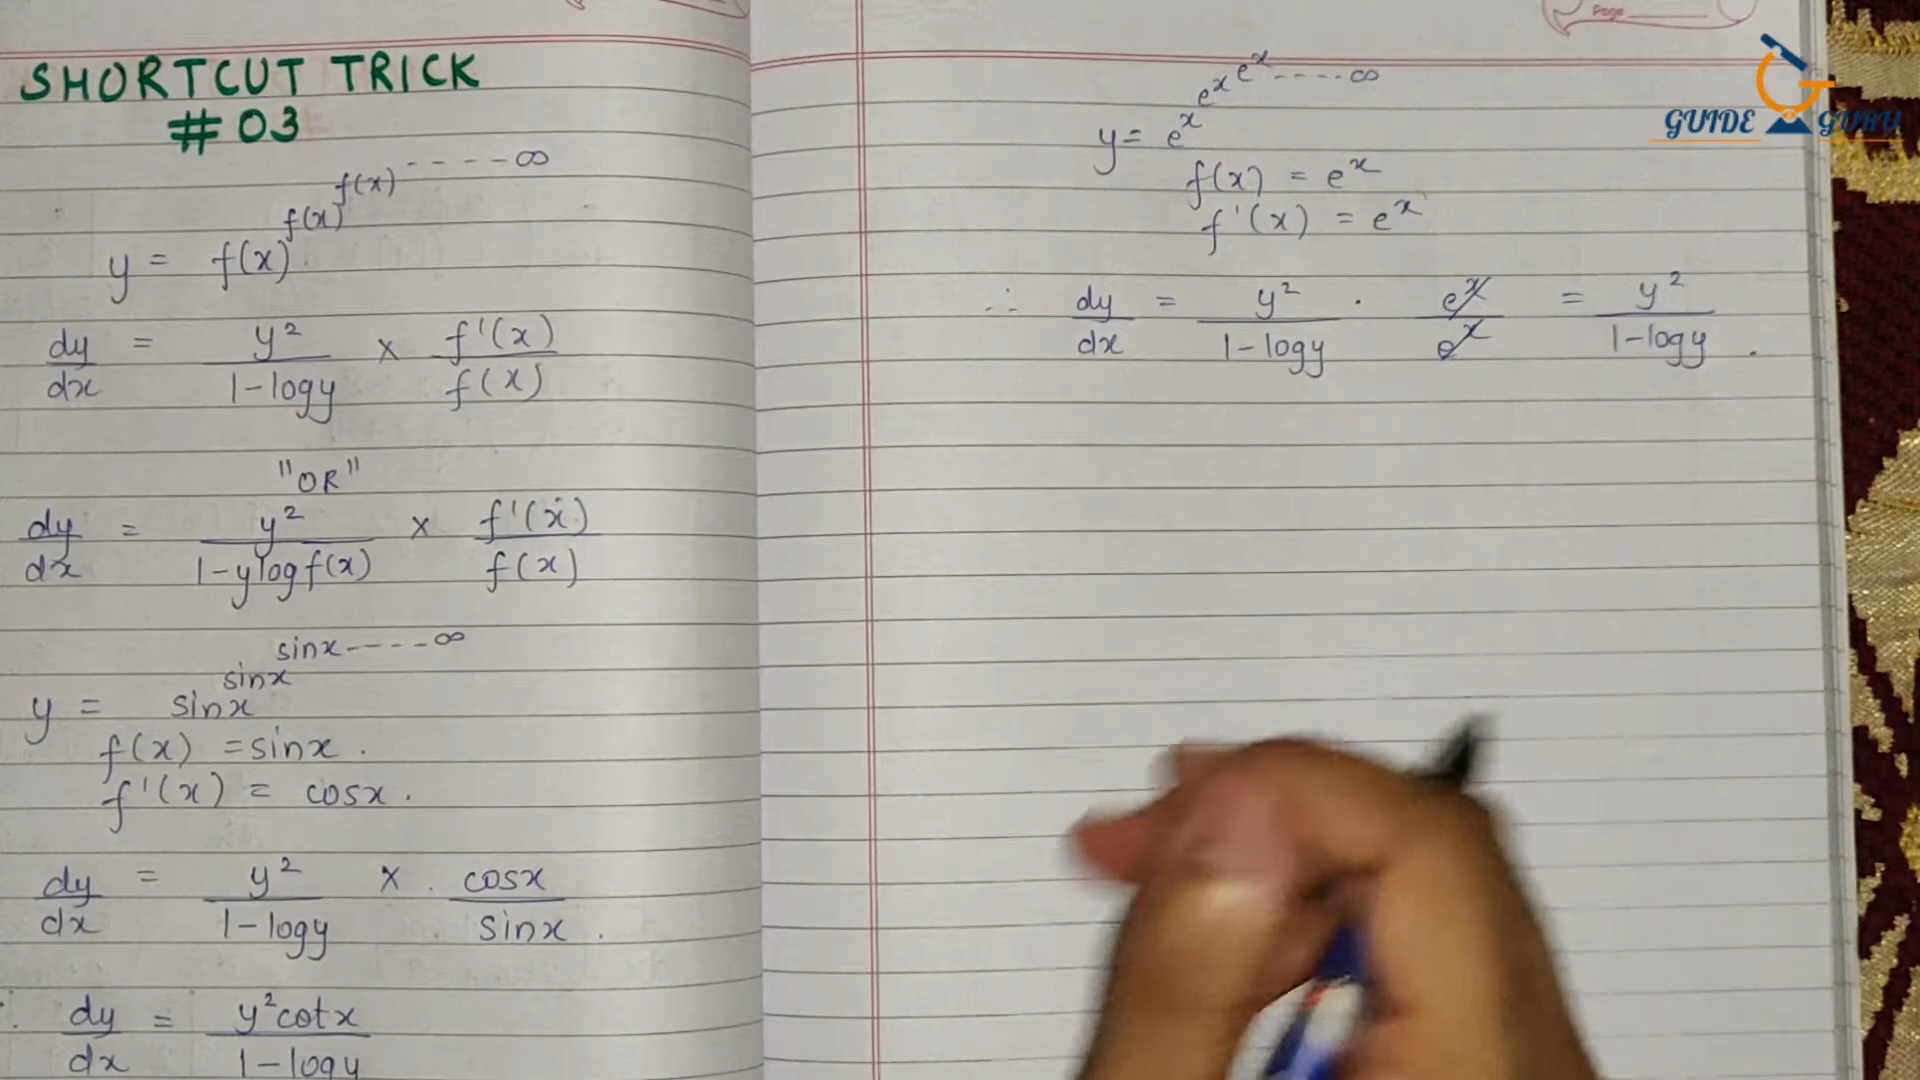 SHORTCUT TRICK
# 03
y = f(x)^f(x)^f(x)^----∞
dy/dx = y²/1-logy × f'(x)/f(x)
"OR"
dy/dx = y²/1-ylogf(x) × f'(x)/f(x)
y = sinx^sinx^sinx----∞
f(x) =sinx.
f'(x) = cosx.
dy/dx = y²/1-logy × . cosx/sinx.
∴ dy/dx = y²cotx/1-logy
Page
y= e^x^e^x^e^x----∞
f(x) = e^x
f'(x) = e^x
∴ dy/dx = y²/1-logy . e^x/e^x = y²/1-logy .
GUIDE GURU